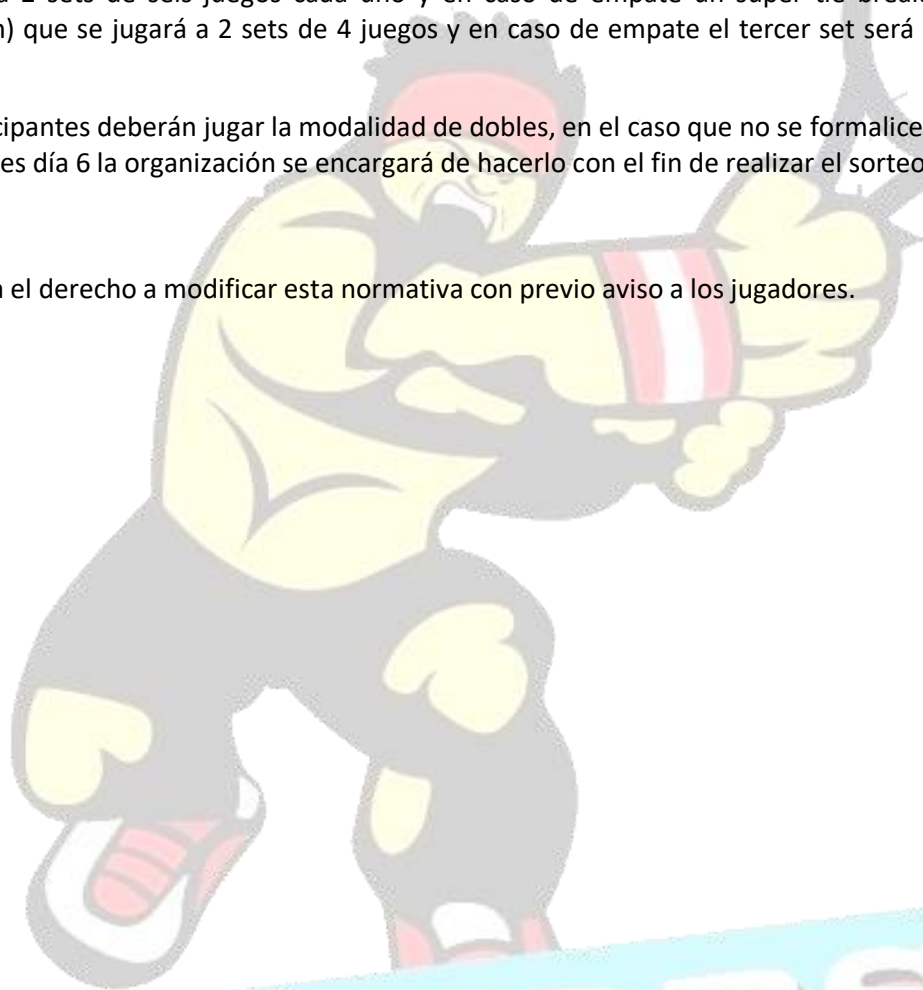 2 sets de seis juegos cada uno y en caso de empate un super tie break
) que se jugará a 2 sets de 4 juegos y en caso de empate el tercer set será
cipantes deberán jugar la modalidad de dobles, en el caso que no se formalice
es día 6 la organización se encargará de hacerlo con el fin de realizar el sorteo
el derecho a modificar esta normativa con previo aviso a los jugadores.